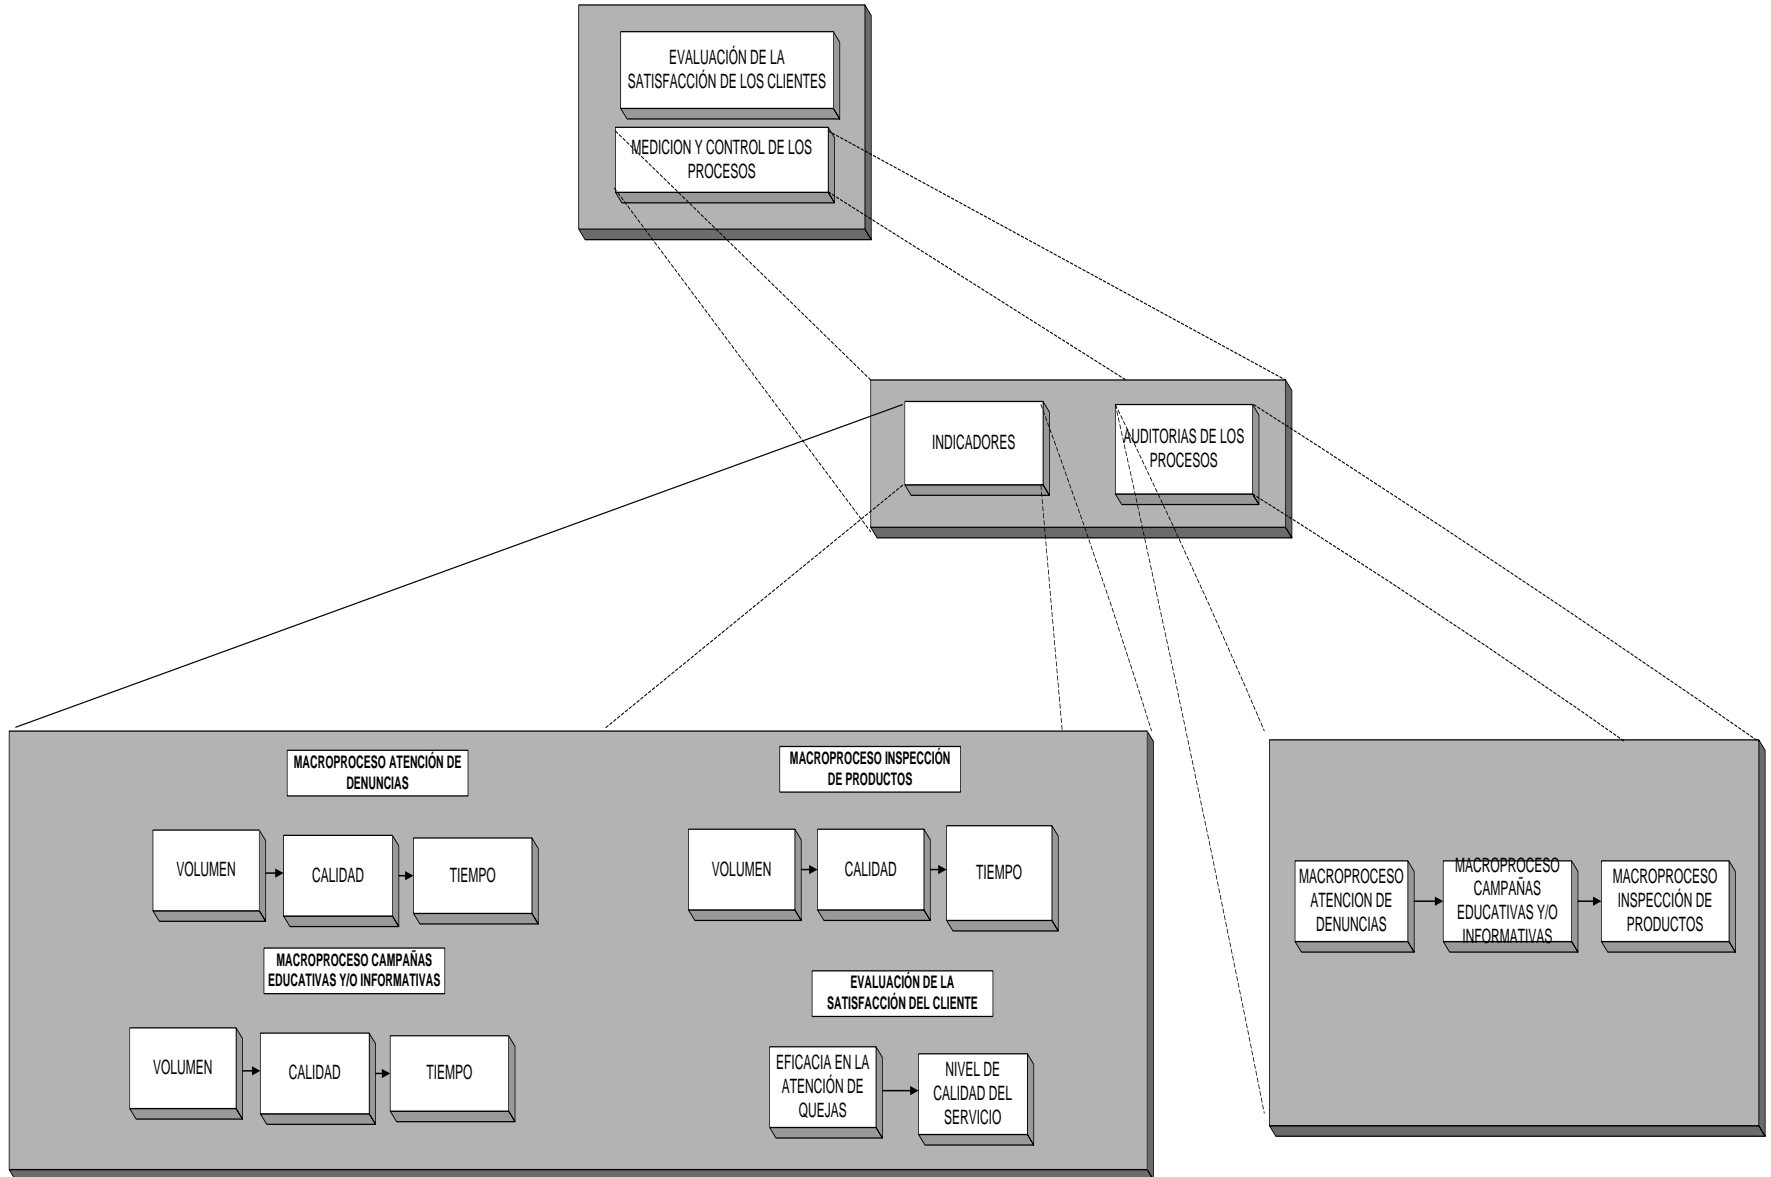 EVALUACIÓN DE LA
SATISFACCIÓN DE LOS CLIENTES
MEDICION Y CONTROL DE LOS
PROCESOS
INDICADORES
AUDITORIAS DE LOS
PROCESOS
MACROPROCESO ATENCIÓN DE
DENUNCIAS
VOLUMEN
CALIDAD
TIEMPO
MACROPROCESO INSPECCIÓN
DE PRODUCTOS
VOLUMEN
CALIDAD
TIEMPO
MACROPROCESO CAMPAÑAS
EDUCATIVAS Y/O INFORMATIVAS
VOLUMEN
CALIDAD
TIEMPO
EVALUACIÓN DE LA
SATISFACCIÓN DEL CLIENTE
EFICACIA EN LA
ATENCIÓN DE
QUEJAS
NIVEL DE
CALIDAD DEL
SERVICIO
MACROPROCESO
ATENCION DE
DENUNCIAS
MACROPROCESO
CAMPAÑAS
EDUCATIVAS Y/O
INFORMATIVAS
MACROPROCESO
INSPECCIÓN DE
PRODUCTOS